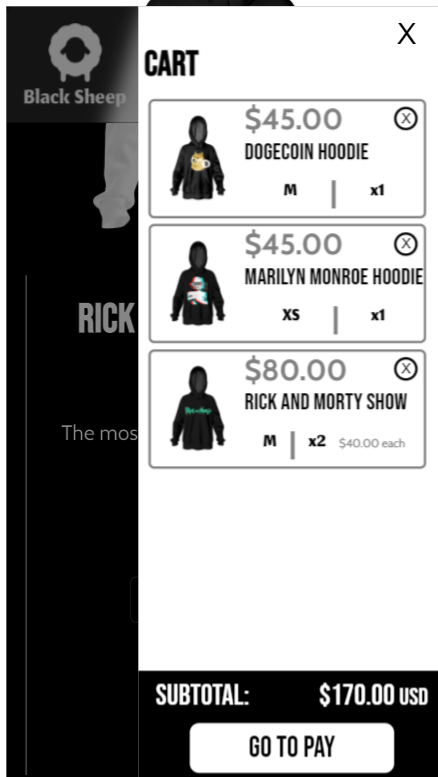 X
CART
Black Sheep
$45.00
X
DOGECOIN HOODIE
M | x1
$45.00
X
MARILYN MONROE HOODIE
XS | x1
RICK
$80.00
X
RICK AND MORTY SHOW
M | x2 $40.00 each
The mos
SUBTOTAL: $170.00 USD
GO TO PAY